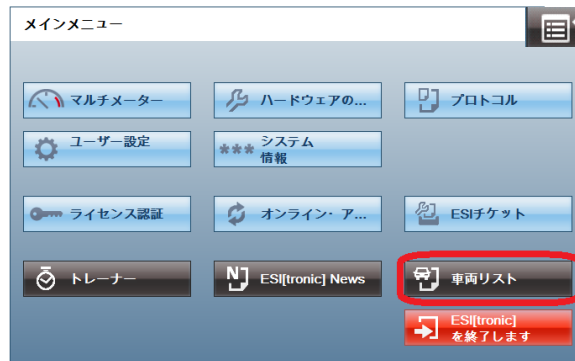 メインメニュー
マルチメーター
ハードウェアの...
プロトコル
ユーザー設定
***
システム
情報
ライセンス認証
オンライン・ア...
ESIチケット
トレーナー
N
ESI[tronic] News
車両リスト
ESI[tronic]
を終了します